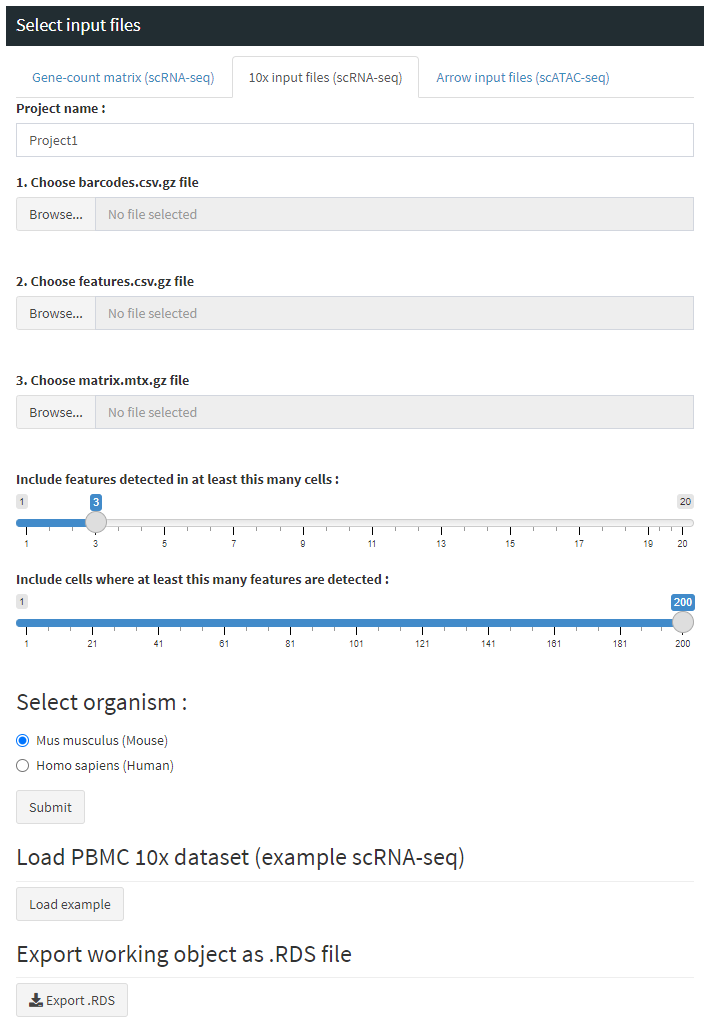 Select input files
Gene-count matrix (scRNA-seq) 10x input files (scRNA-seq) Arrow input files (scATAC-seq)
Project name :
Project1
1. Choose barcodes.csv.gz file
Browse... No file selected
2. Choose features.csv.gz file
Browse... No file selected
3. Choose matrix.mtx.gz file
Browse... No file selected
Include features detected in at least this many cells :
1 3 20
1 3 5 7 9 11 13 15 17 19 20
Include cells where at least this many features are detected :
1 200
1 21 41 61 81 101 121 141 161 181 200
Select organism :
Mus musculus (Mouse)
Homo sapiens (Human)
Submit
Load PBMC 10x dataset (example scRNA-seq)
Load example
Export working object as .RDS file
Export .RDS